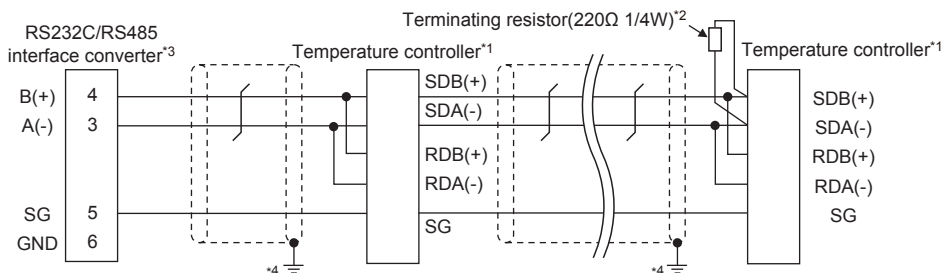 Terminating resistor(220Ω 1/4W)*2
RS232C/RS485
interface converter*3
Temperature controller*1
Temperature controller*1
B(+) 4
SDB(+)
SDB(+)
A(-) 3
SDA(-)
SDA(-)
RDB(+)
RDB(+)
RDA(-)
RDA(-)
SG 5
SG
SG
GND 6
*4
*4